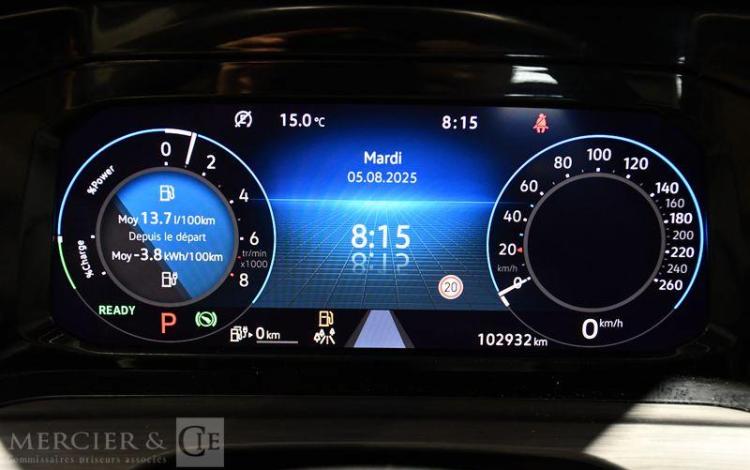 15.0 °C
8:15
Mardi
05.08.2025
8:15
0
2
4
6
8
tr/min
x1000
%Power
%Charge
Moy 13.7 l/100km
Depuis le départ
Moy -3.8 kWh/100km
READY
P
0 km
20
102932 km
0
20
40
60
80
100
120
140
160
180
200
220
240
260
km/h
0 km/h
MERCIER & CIE
commissaires priseurs associés